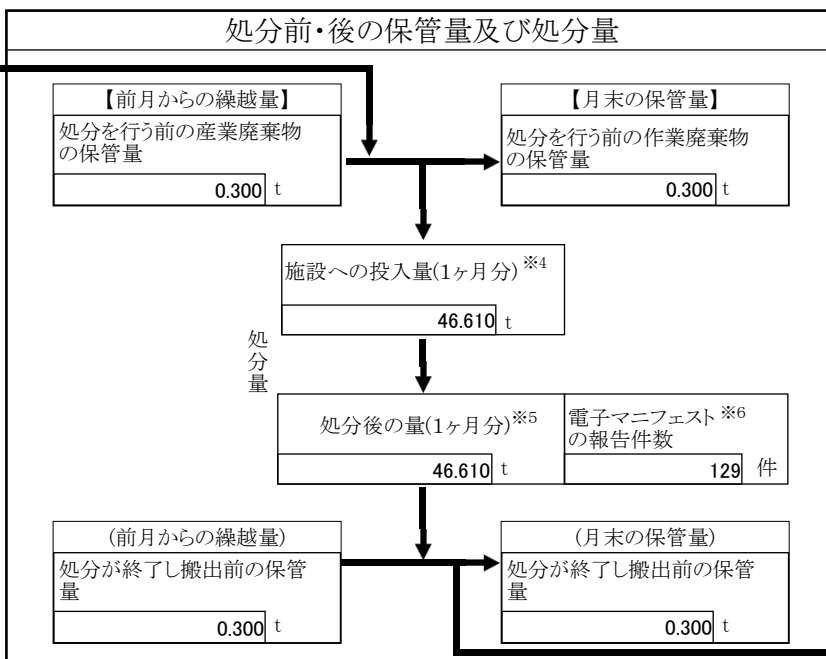 処分前・後の保管量及び処分量
【前月からの繰越量】
処分を行う前の産業廃棄物
の保管量
0.300 t
【月末の保管量】
処分を行う前の作業廃棄物
の保管量
0.300 t
施設への投入量(1ヶ月分)※4
46.610 t
処分量
処分後の量(1ヶ月分)※5
46.610 t
電子マニフェスト※6
の報告件数
129 件
(前月からの繰越量)
処分が終了し搬出前の保管
量
0.300 t
(月末の保管量)
処分が終了し搬出前の保管
量
0.300 t